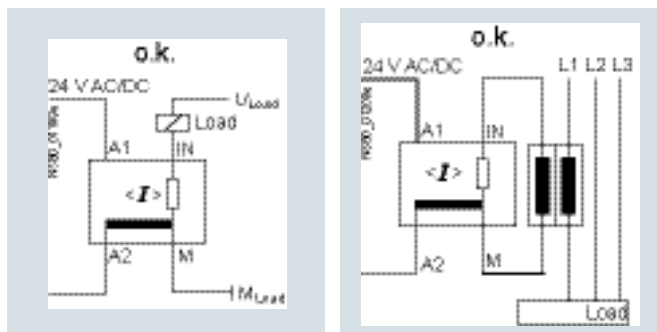 o.k.
24 V AC/DC
U Load
Load
A1
IN
<I>
A2
M
M Load
o.k.
24 V AC/DC
L1 L2 L3
A1
IN
<I>
A2
M
Load